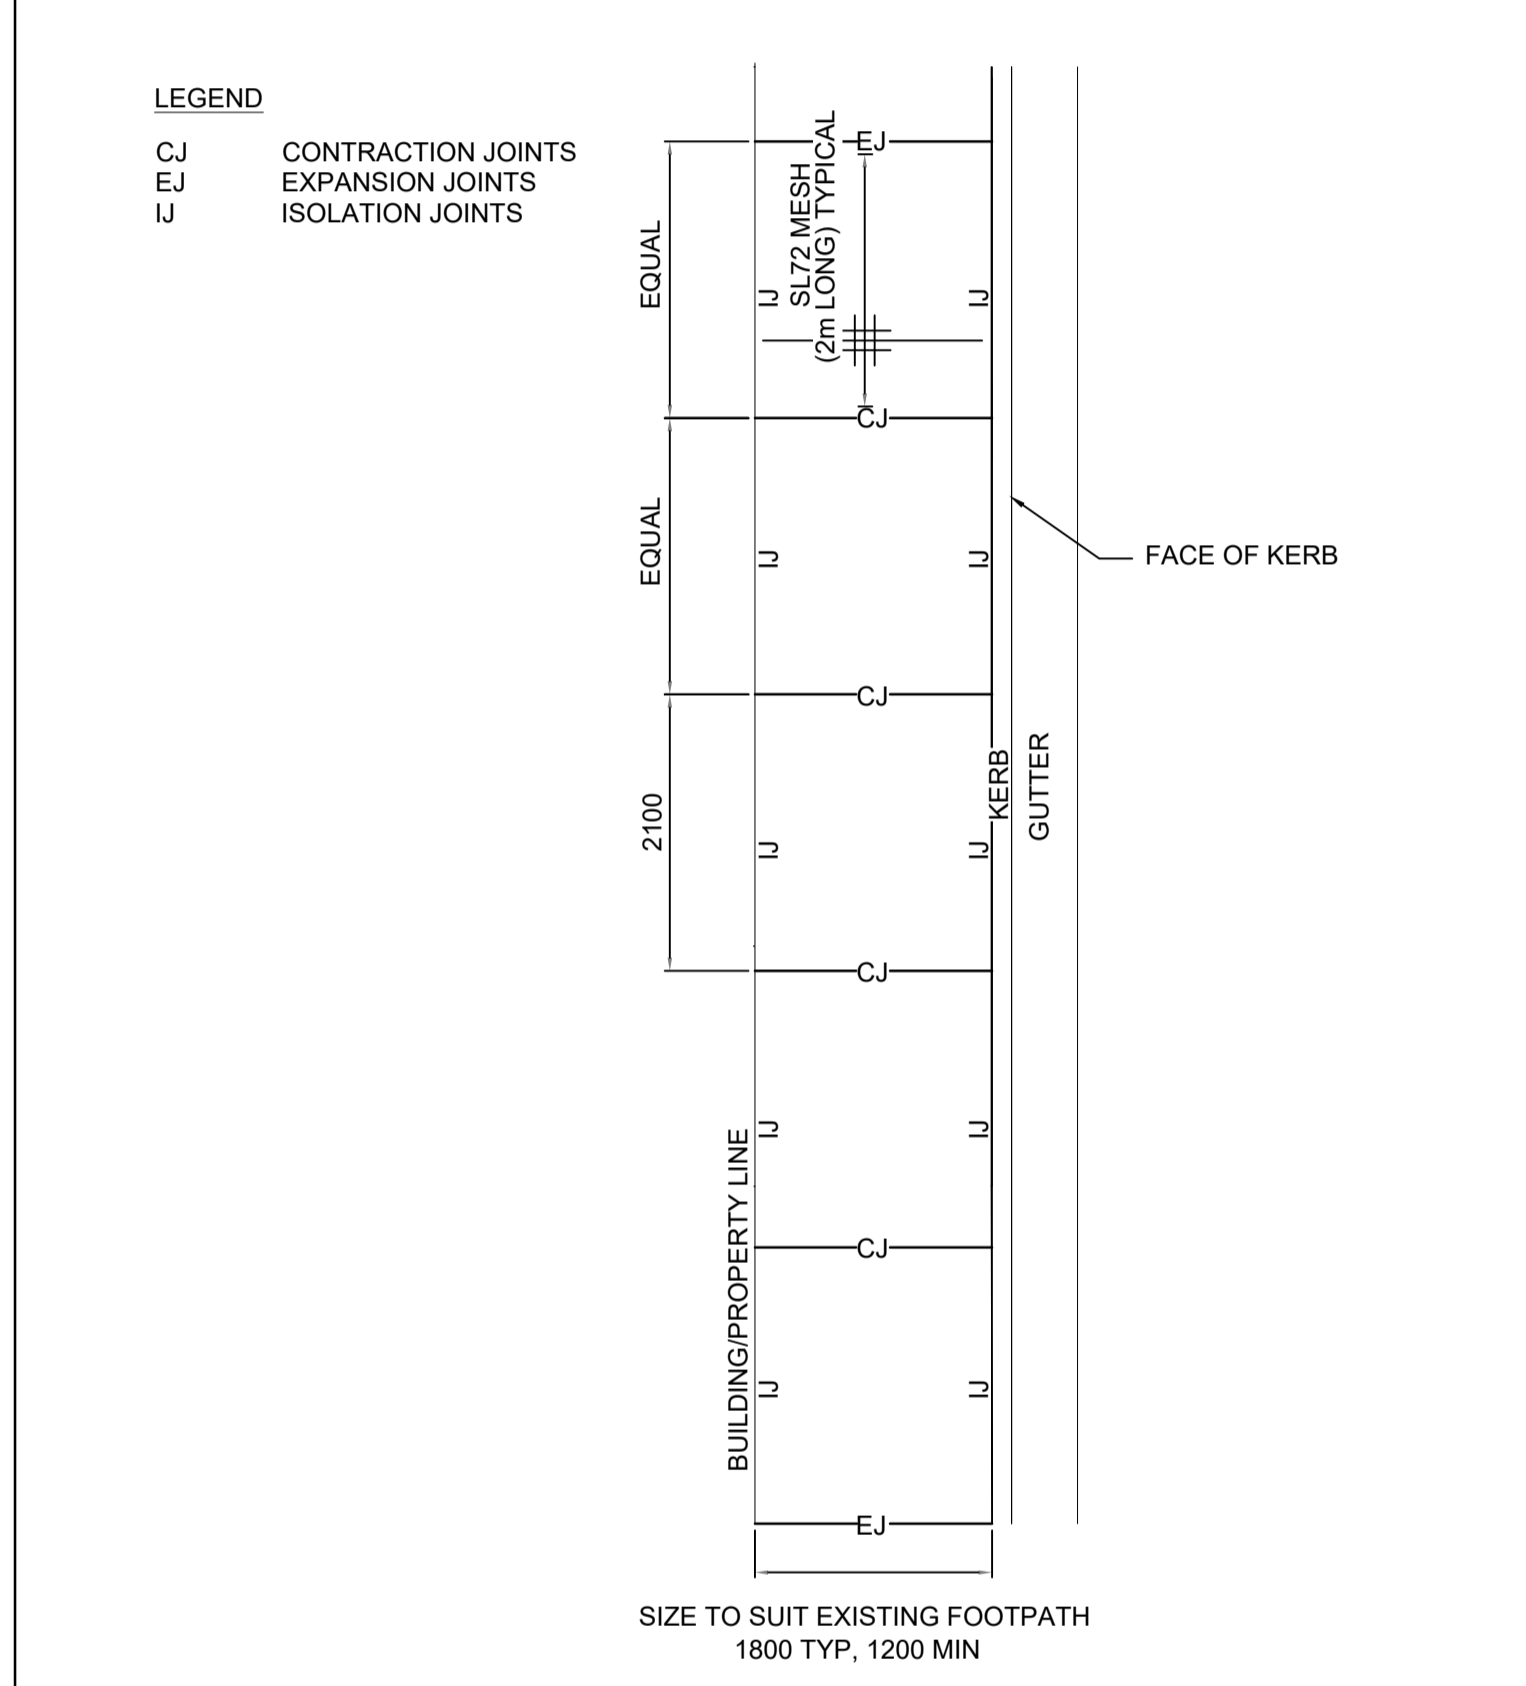 LEGEND
CJ CONTRACTION JOINTS
EJ EXPANSION JOINTS
IJ ISOLATION JOINTS
EJ
EQUAL
SL72 MESH
(2m LONG) TYPICAL
IJ
IJ
CJ
EQUAL
IJ
IJ
FACE OF KERB
CJ
2100
IJ
IJ
KERB
GUTTER
CJ
IJ
IJ
BUILDING/PROPERTY LINE
CJ
IJ
IJ
EJ
SIZE TO SUIT EXISTING FOOTPATH
1800 TYP, 1200 MIN